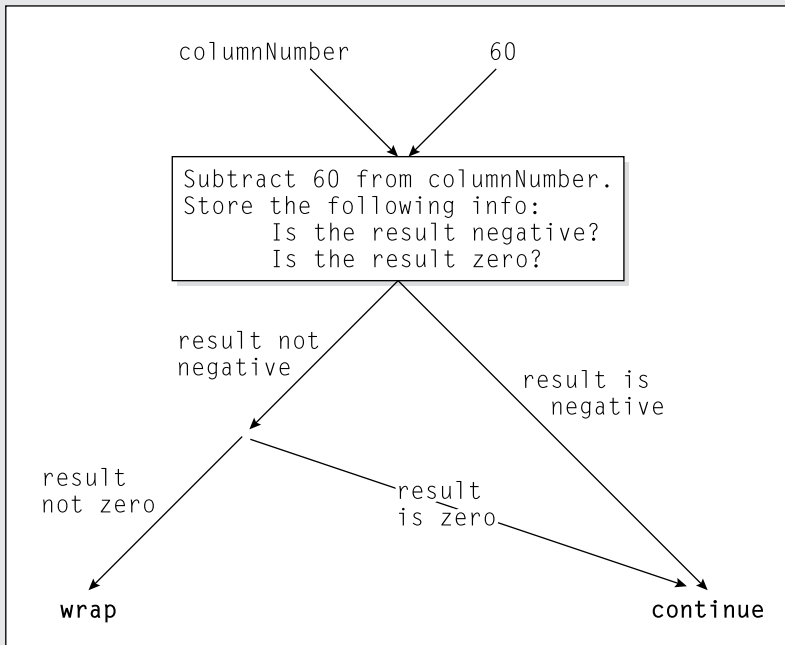 columnNumber
60
Subtract 60 from columnNumber.
Store the following info:
Is the result negative?
Is the result zero?
result not
negative
result is
negative
result
not zero
result
is zero
wrap
continue